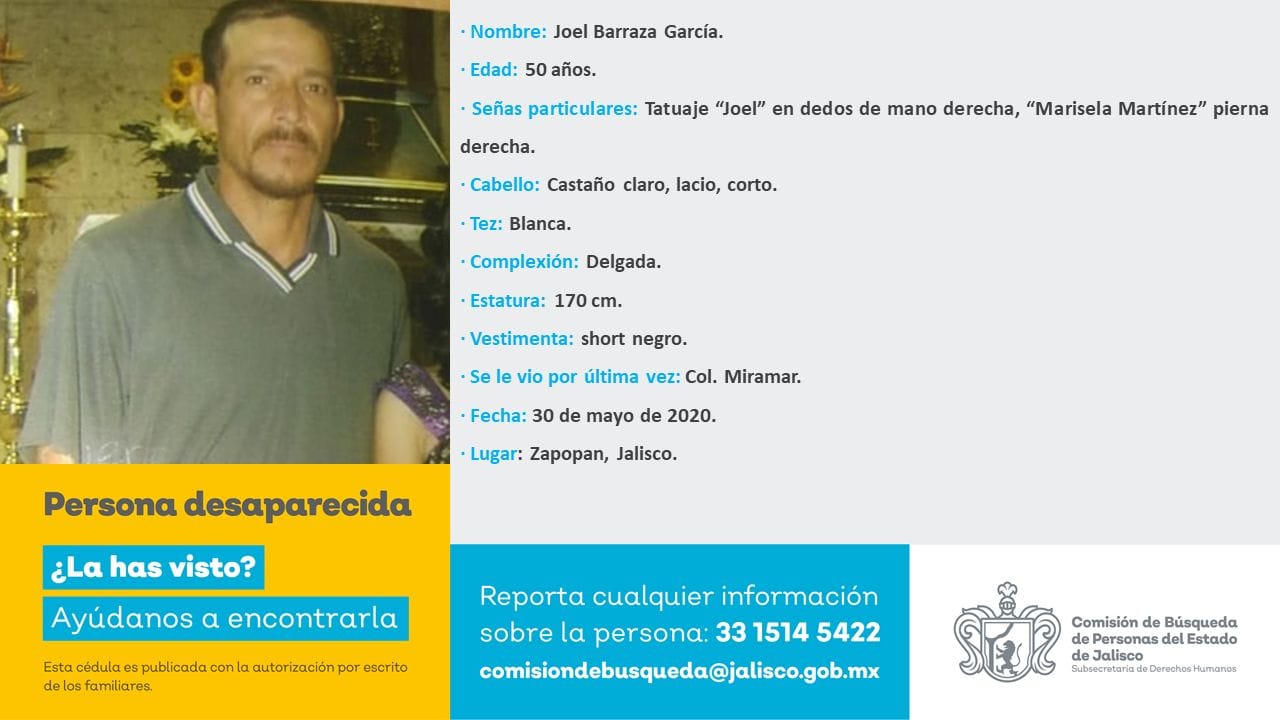 · Nombre: Joel Barraza García.
· Edad: 50 años.
· Señas particulares: Tatuaje “Joel” en dedos de mano derecha, “Marisela Martínez” pierna
derecha.
· Cabello: Castaño claro, lacio, corto.
· Tez: Blanca.
· Complexión: Delgada.
· Estatura: 170 cm.
· Vestimenta: short negro.
· Se le vio por última vez: Col. Miramar.
· Fecha: 30 de mayo de 2020.
· Lugar: Zapopan, Jalisco.
Persona desaparecida
¿La has visto?
Ayúdanos a encontrarla
Esta cédula es publicada con la autorización por escrito
de los familiares.
Reporta cualquier información
sobre la persona: 33 1514 5422
comisiondebusqueda@jalisco.gob.mx
Comisión de Búsqueda
de Personas del Estado
de Jalisco
Subsecretaría de Derechos Humanos